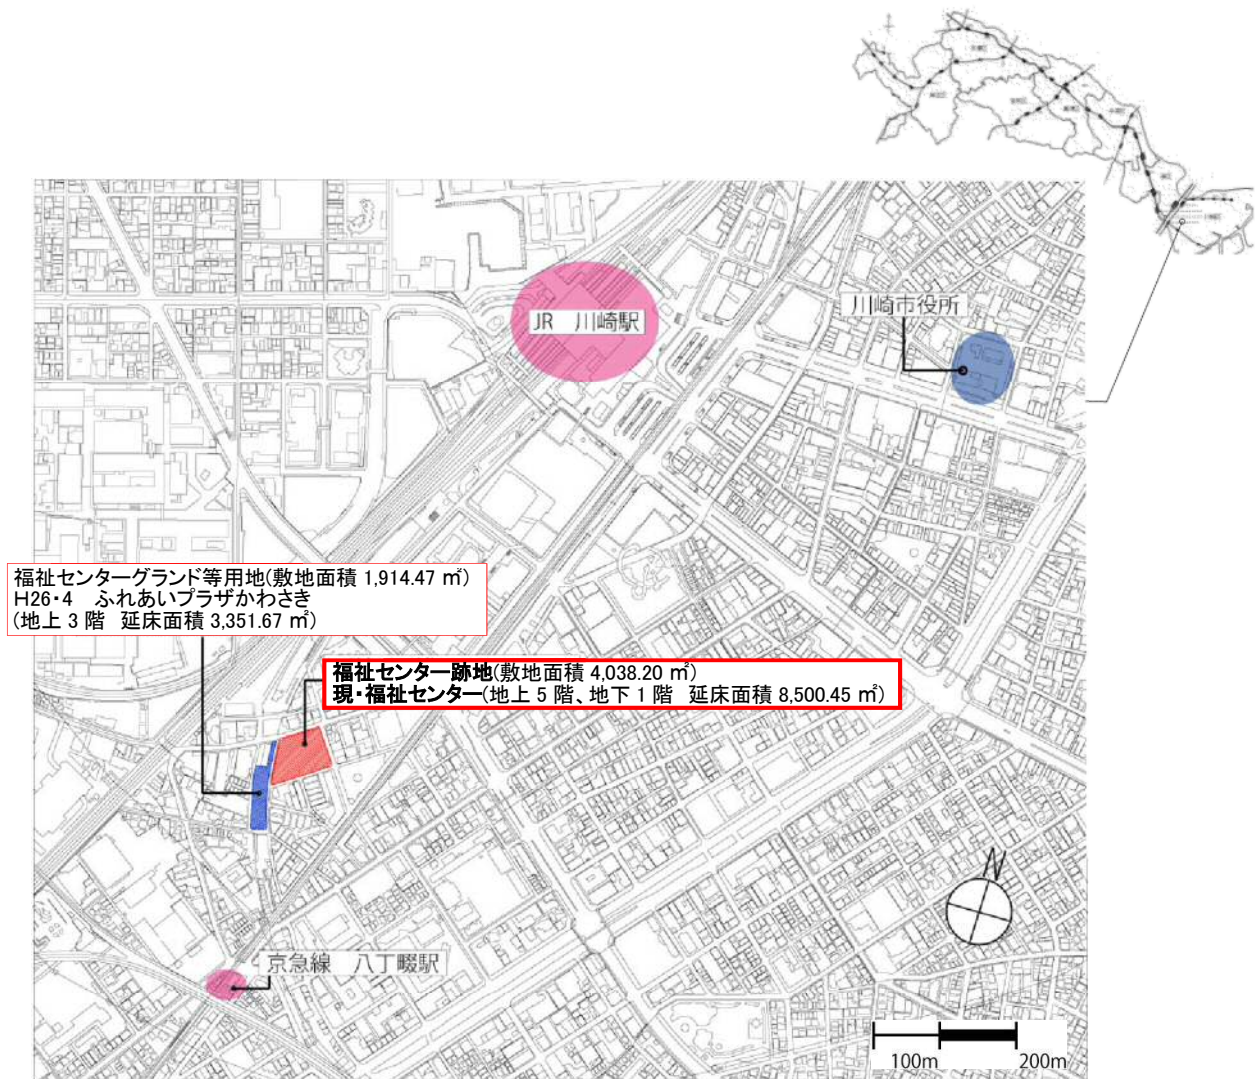 JR 川崎駅
川崎市役所
福祉センターグランド等用地(敷地面積 1,914.47 ㎡)
H26・4 ふれあいプラザかわさき
(地上 3 階 延床面積 3,351.67 ㎡)
福祉センター跡地(敷地面積 4,038.20 ㎡)
現・福祉センター(地上 5 階、地下 1 階 延床面積 8,500.45 ㎡)
京急線 八丁畷駅
N
100m 200m